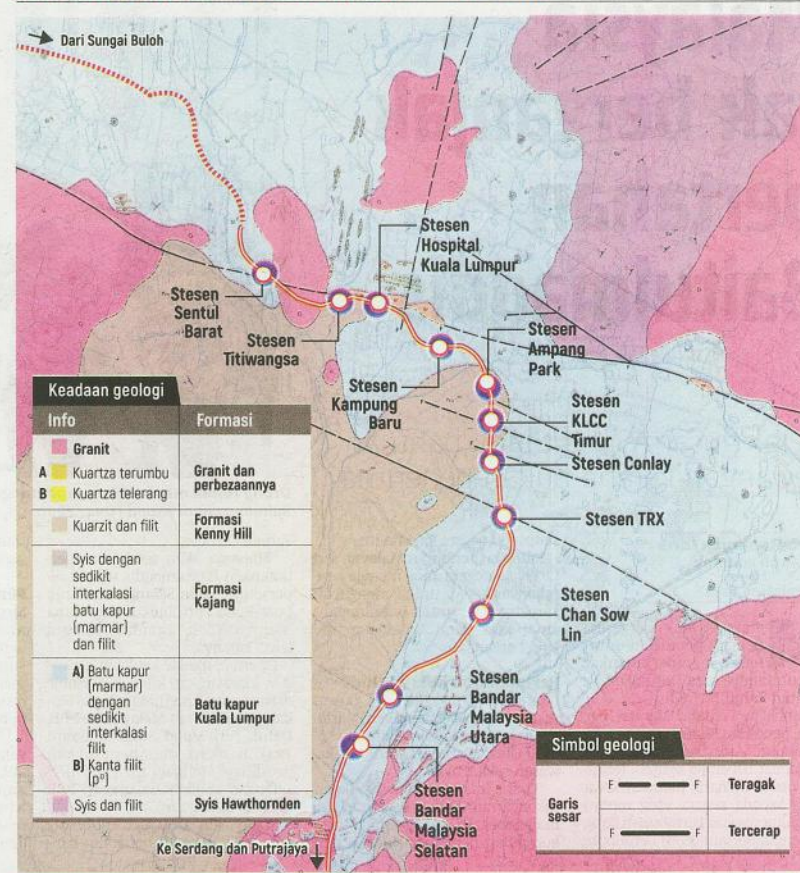 Dari Sungai Buloh
Stesen
Hospital
Kuala Lumpur
Stesen
Sentul
Barat
Stesen
Titiwangsa
Stesen
Ampang
Park
Stesen
Kampung
Baru
Stesen
KLCC
Timur
Stesen Conlay
Stesen TRX
Stesen
Chan Sow
Lin
Stesen
Bandar
Malaysia
Utara
Stesen
Bandar
Malaysia
Selatan
Ke Serdang dan Putrajaya
Keadaan geologi
Info Formasi
Granit
A Kuartza terumbu
B Kuartza telerang
Granit dan
perbezaannya
Kuarzit dan filit
Formasi
Kenny Hill
Syis dengan
sedikit
interkalasi
batu kapur
(marmar)
dan filit
Formasi
Kajang
A) Batu kapur
(marmar)
dengan
sedikit
interkalasi
filit
B) Kanta filit
(pº)
Batu kapur
Kuala Lumpur
Syis dan filit
Syis Hawthornden
Simbol geologi
Garis
sesar
F F Teragak
F F Tercerap